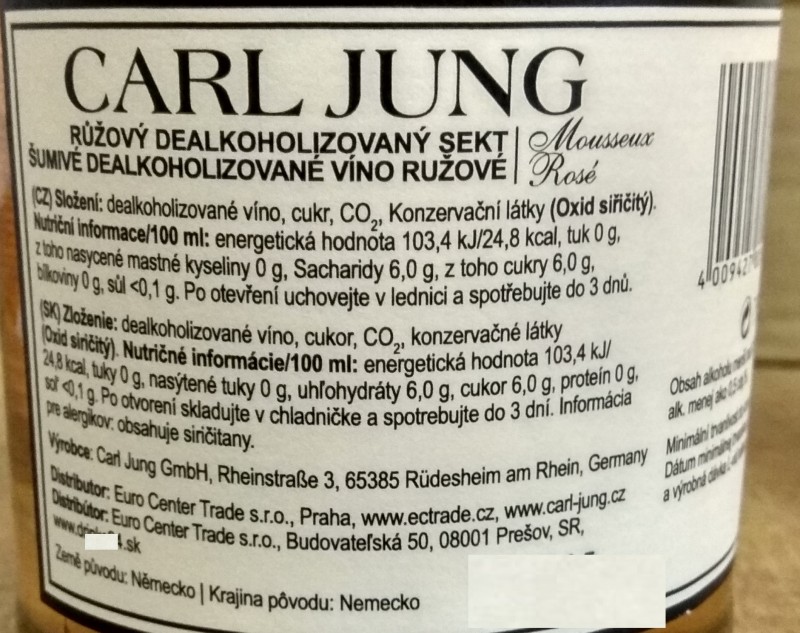 CARL JUNG
RŮŽOVÝ DEALKOHOLIZOVANÝ SEKT
ŠUMIVÉ DEALKOHOLIZOVANÉ VÍNO RUŽOVÉ
Mousseux
Rosé
(CZ) Složení: dealkoholizované víno, cukr, CO₂, Konzervační látky (Oxid siřičitý).
Nutriční informace/100 ml: energetická hodnota 103,4 kJ/24,8 kcal, tuk 0 g,
z toho nasycené mastné kyseliny 0 g, Sacharidy 6,0 g, z toho cukry 6,0 g,
bílkoviny 0 g, sůl <0,1 g. Po otevření uchovejte v lednici a spotřebujte do 3 dnů.
(SK) Zloženie: dealkoholizované víno, cukor, CO₂, konzervačné látky
(Oxid siričitý). Nutričné informácie/100 ml: energetická hodnota 103,4 kJ/
24,8 kcal, tuky 0 g, nasýtené tuky 0 g, uhľohydráty 6,0 g, cukor 6,0 g, proteín 0 g,
soľ <0,1 g. Po otvorení skladujte v chladničke a spotrebujte do 3 dní. Informácia
pre alergikov: obsahuje siričitany.
Výrobce: Carl Jung GmbH, Rheinstraße 3, 65385 Rüdesheim am Rhein, Germany
Distributor: Euro Center Trade s.r.o., Praha, www.ectrade.cz, www.carl-jung.cz
Distribútor: Euro Center Trade s.r.o., Budovateľská 50, 08001 Prešov, SR,
.sk
Země původu: Německo | Krajina pôvodu: Nemecko
4 00942
Obsah alkoholu
alk. menej ako 0,5
Minimální
Dátum minimálnej
a výrobná dávka